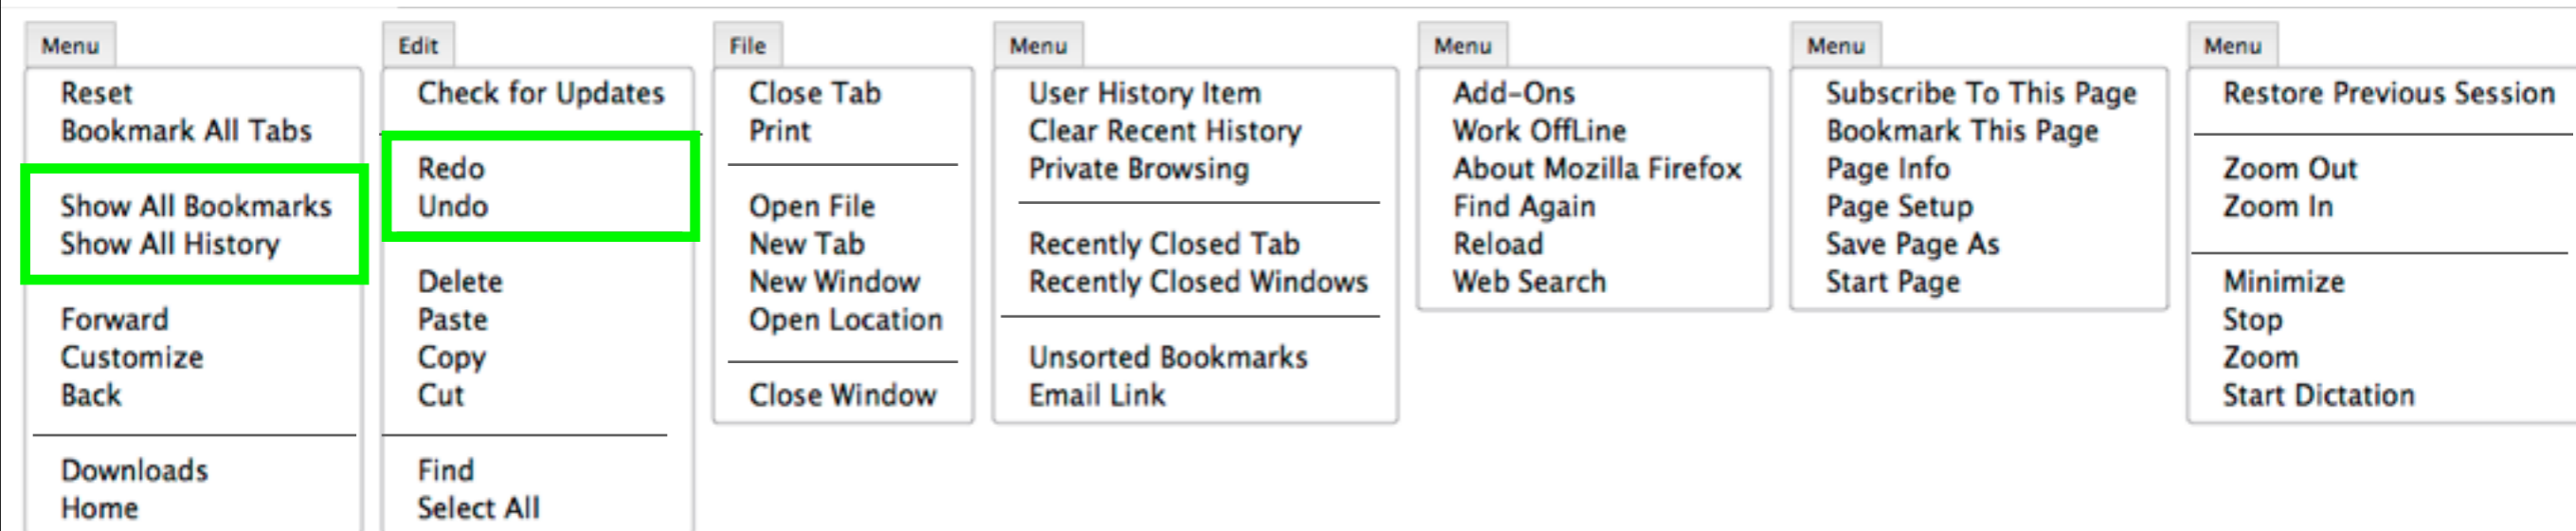 Menu
Reset
Bookmark All Tabs
Show All Bookmarks
Show All History
Forward
Customize
Back
Downloads
Home
Edit
Check for Updates
Redo
Undo
Delete
Paste
Copy
Cut
Find
Select All
File
Close Tab
Print
Open File
New Tab
New Window
Open Location
Close Window
Menu
User History Item
Clear Recent History
Private Browsing
Recently Closed Tab
Recently Closed Windows
Unsorted Bookmarks
Email Link
Menu
Add-Ons
Work OffLine
About Mozilla Firefox
Find Again
Reload
Web Search
Menu
Subscribe To This Page
Bookmark This Page
Page Info
Page Setup
Save Page As
Start Page
Menu
Restore Previous Session
Zoom Out
Zoom In
Minimize
Stop
Zoom
Start Dictation